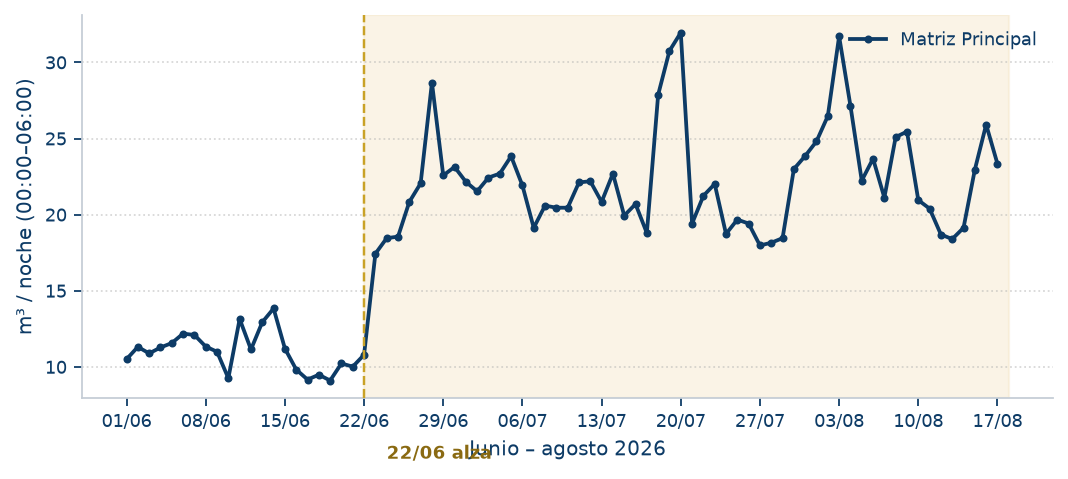 Matriz Principal
m³ / noche (00:00–06:00)
30
25
20
15
10
01/06 08/06 15/06 22/06 29/06 06/07 13/07 20/07 27/07 03/08 10/08 17/08
22/06 alza
Junio – agosto 2026